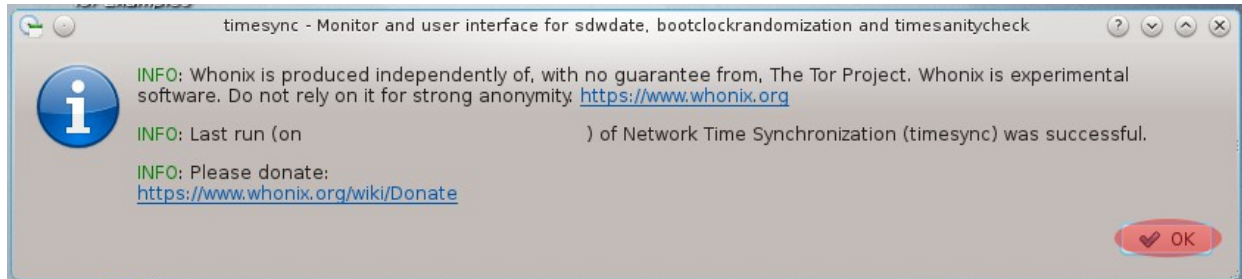 timesync - Monitor and user interface for sdwdate, bootclockrandomization and timesanitycheck
INFO: Whonix is produced independently of, with no guarantee from, The Tor Project. Whonix is experimental
software. Do not rely on it for strong anonymity. https://www.whonix.org
INFO: Last run (on ) of Network Time Synchronization (timesync) was successful.
INFO: Please donate:
https://www.whonix.org/wiki/Donate
OK